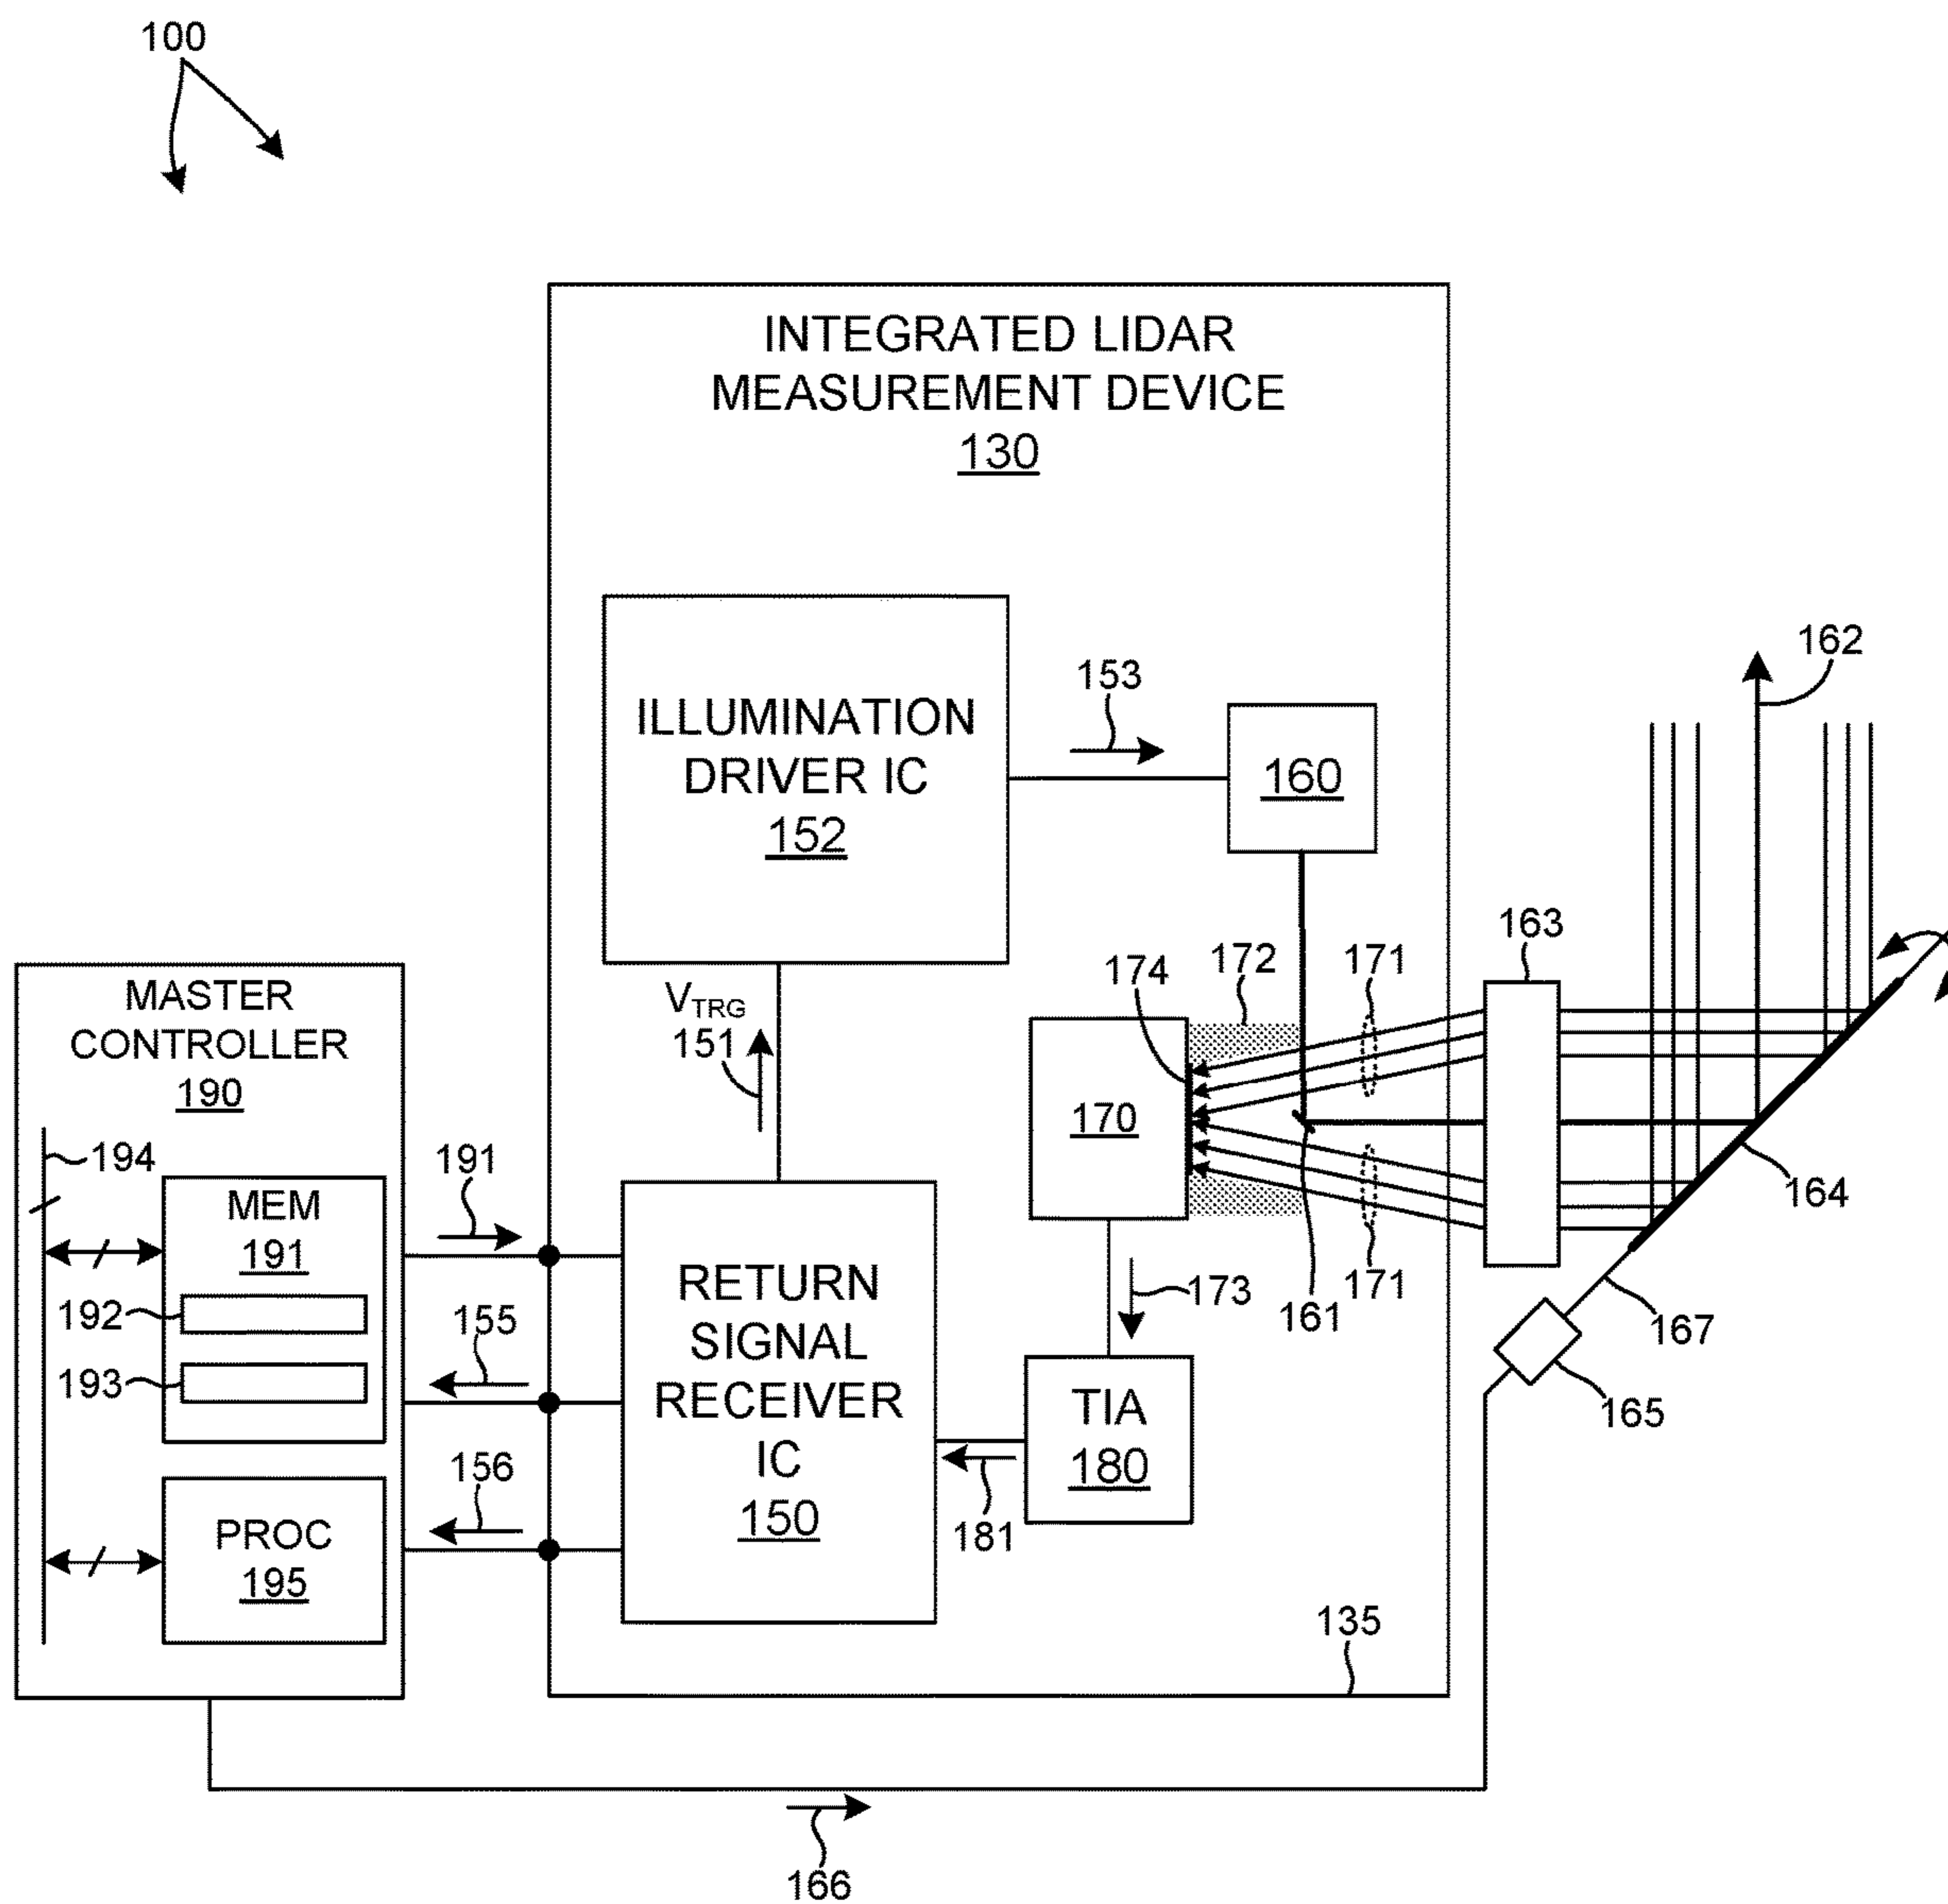 100
INTEGRATED LIDAR
MEASUREMENT DEVICE
130
ILLUMINATION
DRIVER IC
152
153
160
162
163
VTRG
151
174
172
171
170
164
MASTER
CONTROLLER
190
194
MEM
191
192
193
191
155
156
PROC
195
RETURN
SIGNAL
RECEIVER
IC
150
173
161
171
167
165
TIA
180
181
135
166